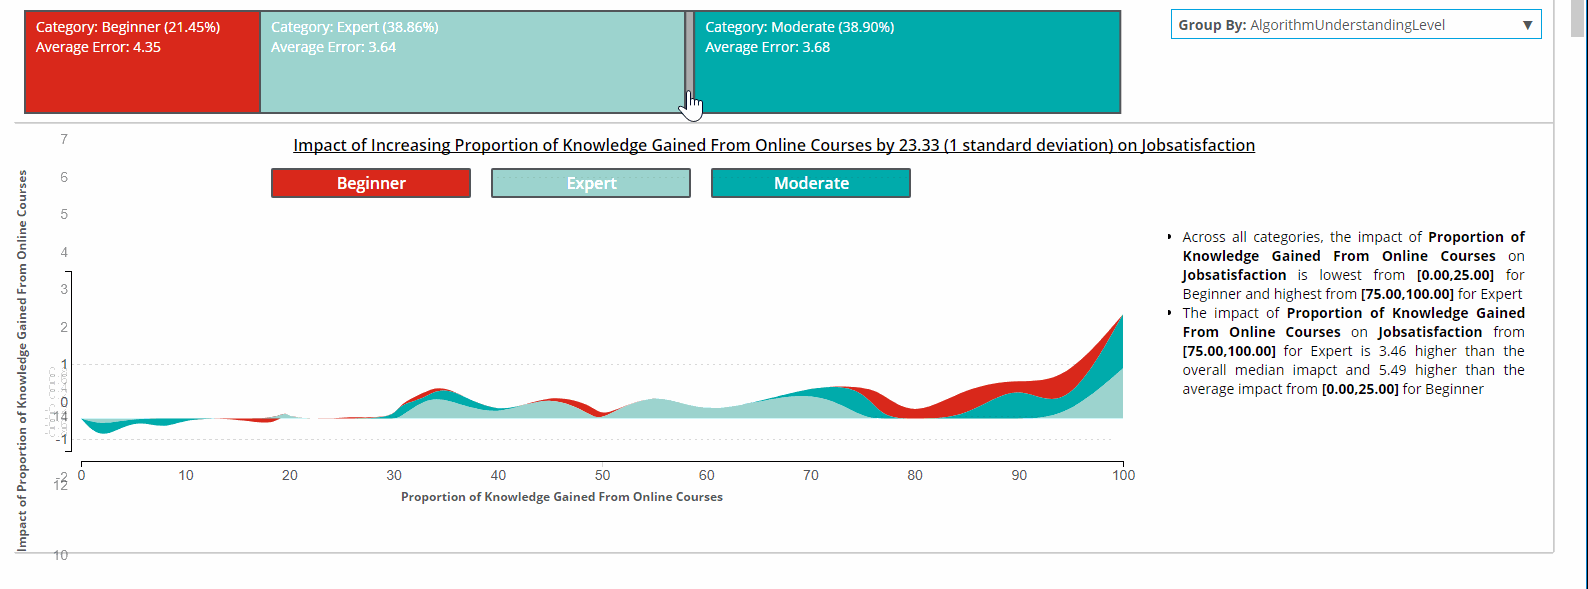 Category: Beginner (21.45%)
Average Error: 4.35
Category: Expert (38.86%)
Average Error: 3.64
Category: Moderate (38.90%)
Average Error: 3.68
Group By: AlgorithmUnderstandingLevel
Impact of Increasing Proportion of Knowledge Gained From Online Courses by 23.33 (1 standard deviation) on Jobsatisfaction
Beginner
Expert
Moderate
Impact of Proportion of Knowledge Gained From Online Courses
7
6
5
4
3
2
1
0
14
-1
-2
12
10
0 10 20 30 40 50 60 70 80 90 100
Proportion of Knowledge Gained From Online Courses
• Across all categories, the impact of Proportion of
Knowledge Gained From Online Courses on
Jobsatisfaction is lowest from [0.00,25.00] for
Beginner and highest from [75.00,100.00] for Expert
• The impact of Proportion of Knowledge Gained
From Online Courses on Jobsatisfaction from
[75.00,100.00] for Expert is 3.46 higher than the
overall median imapct and 5.49 higher than the
average impact from [0.00,25.00] for Beginner